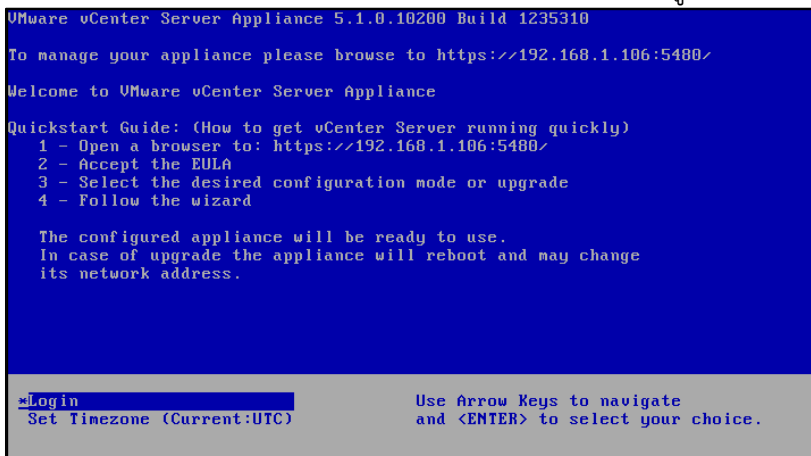 VMware vCenter Server Appliance 5.1.0.10200 Build 1235310
To manage your appliance please browse to https://192.168.1.106:5480/
Welcome to VMware vCenter Server Appliance
Quickstart Guide: (How to get vCenter Server running quickly)
1 - Open a browser to: https://192.168.1.106:5480/
2 - Accept the EULA
3 - Select the desired configuration mode or upgrade
4 - Follow the wizard
The configured appliance will be ready to use.
In case of upgrade the appliance will reboot and may change
its network address.
*Login
Set Timezone (Current:UTC)
Use Arrow Keys to navigate
and <ENTER> to select your choice.